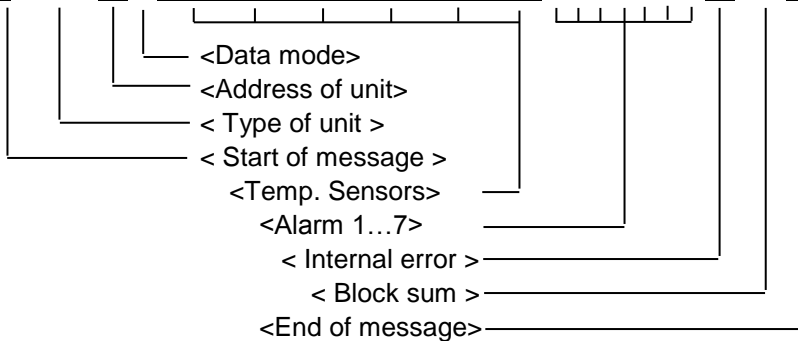 <Data mode>
<Address of unit>
< Type of unit >
< Start of message >
<Temp. Sensors>
<Alarm 1…7>
< Internal error >
< Block sum >
<End of message>